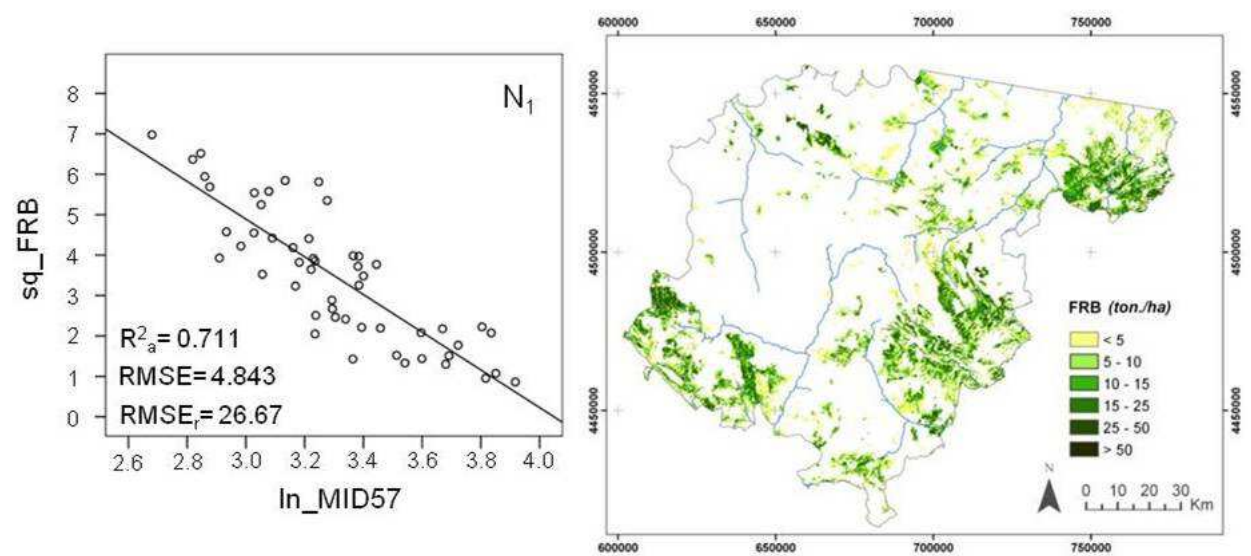 N1
8
7
6
5
4
3
2
1
0
sq_FRB
R²a= 0.711
RMSE=4.843
RMSEr=26.67
2.6 2.8 3.0 3.2 3.4 3.6 3.8 4.0
ln_MID57
600000 650000 700000 750000
4550000 4550000
4500000 4500000
4450000 4450000
FRB (ton./ha)
< 5
5 - 10
10 - 15
15 - 25
25 - 50
> 50
N
0 10 20 30
Km
600000 650000 700000 750000